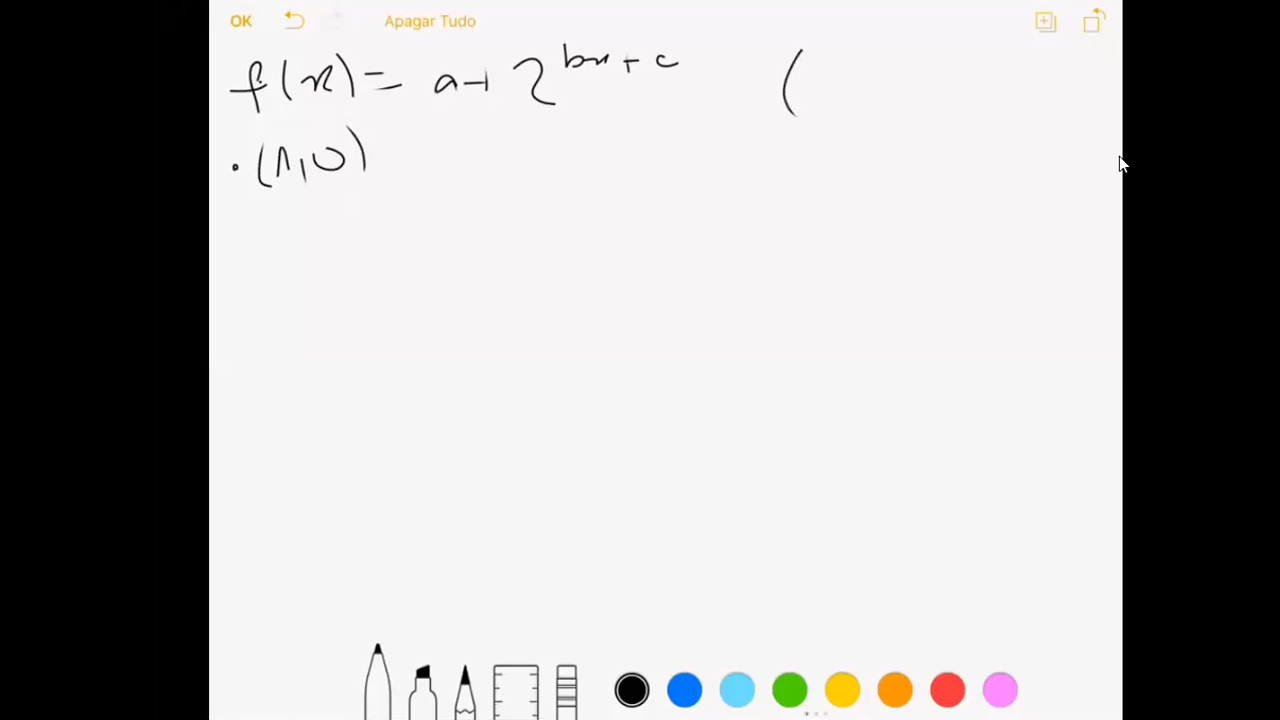 OK Apagar Tudo
f(x) = a + 2^{bx + c} (
• (1,0)